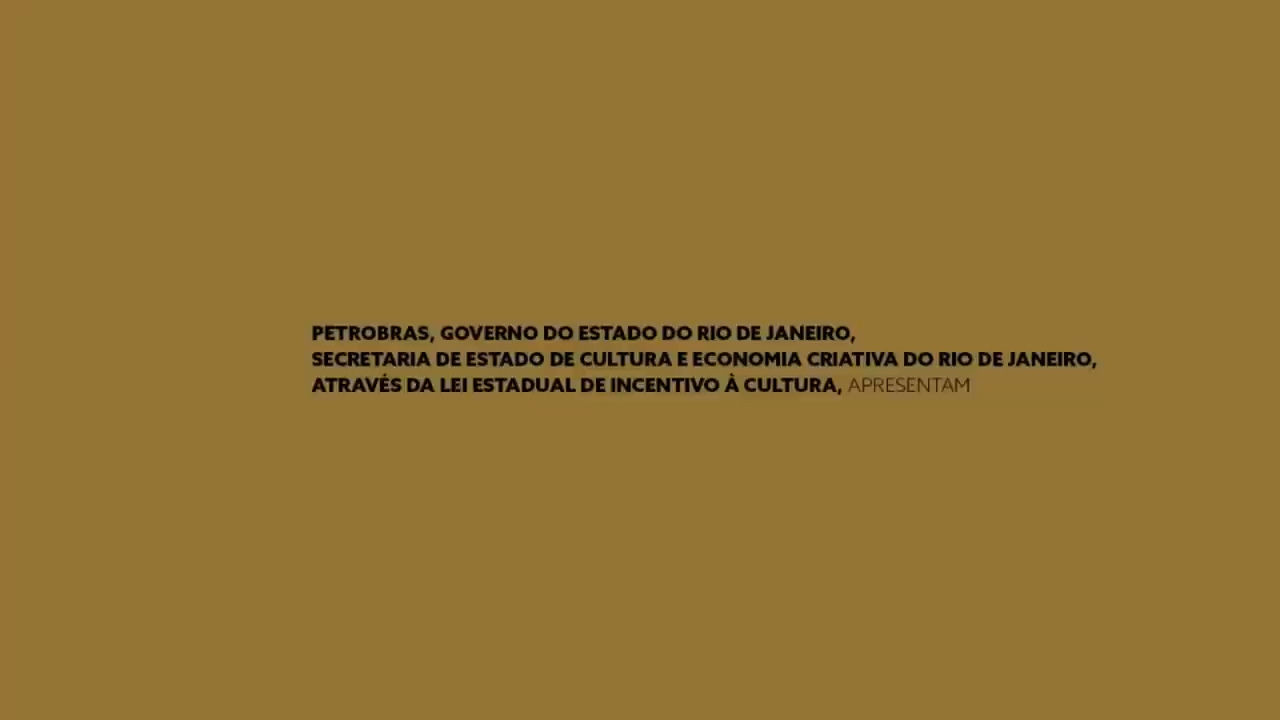 PETROBRAS, GOVERNO DO ESTADO DO RIO DE JANEIRO,
SECRETARIA DE ESTADO DE CULTURA E ECONOMIA CRIATIVA DO RIO DE JANEIRO,
ATRAVÉS DA LEI ESTADUAL DE INCENTIVO À CULTURA, APRESENTAM